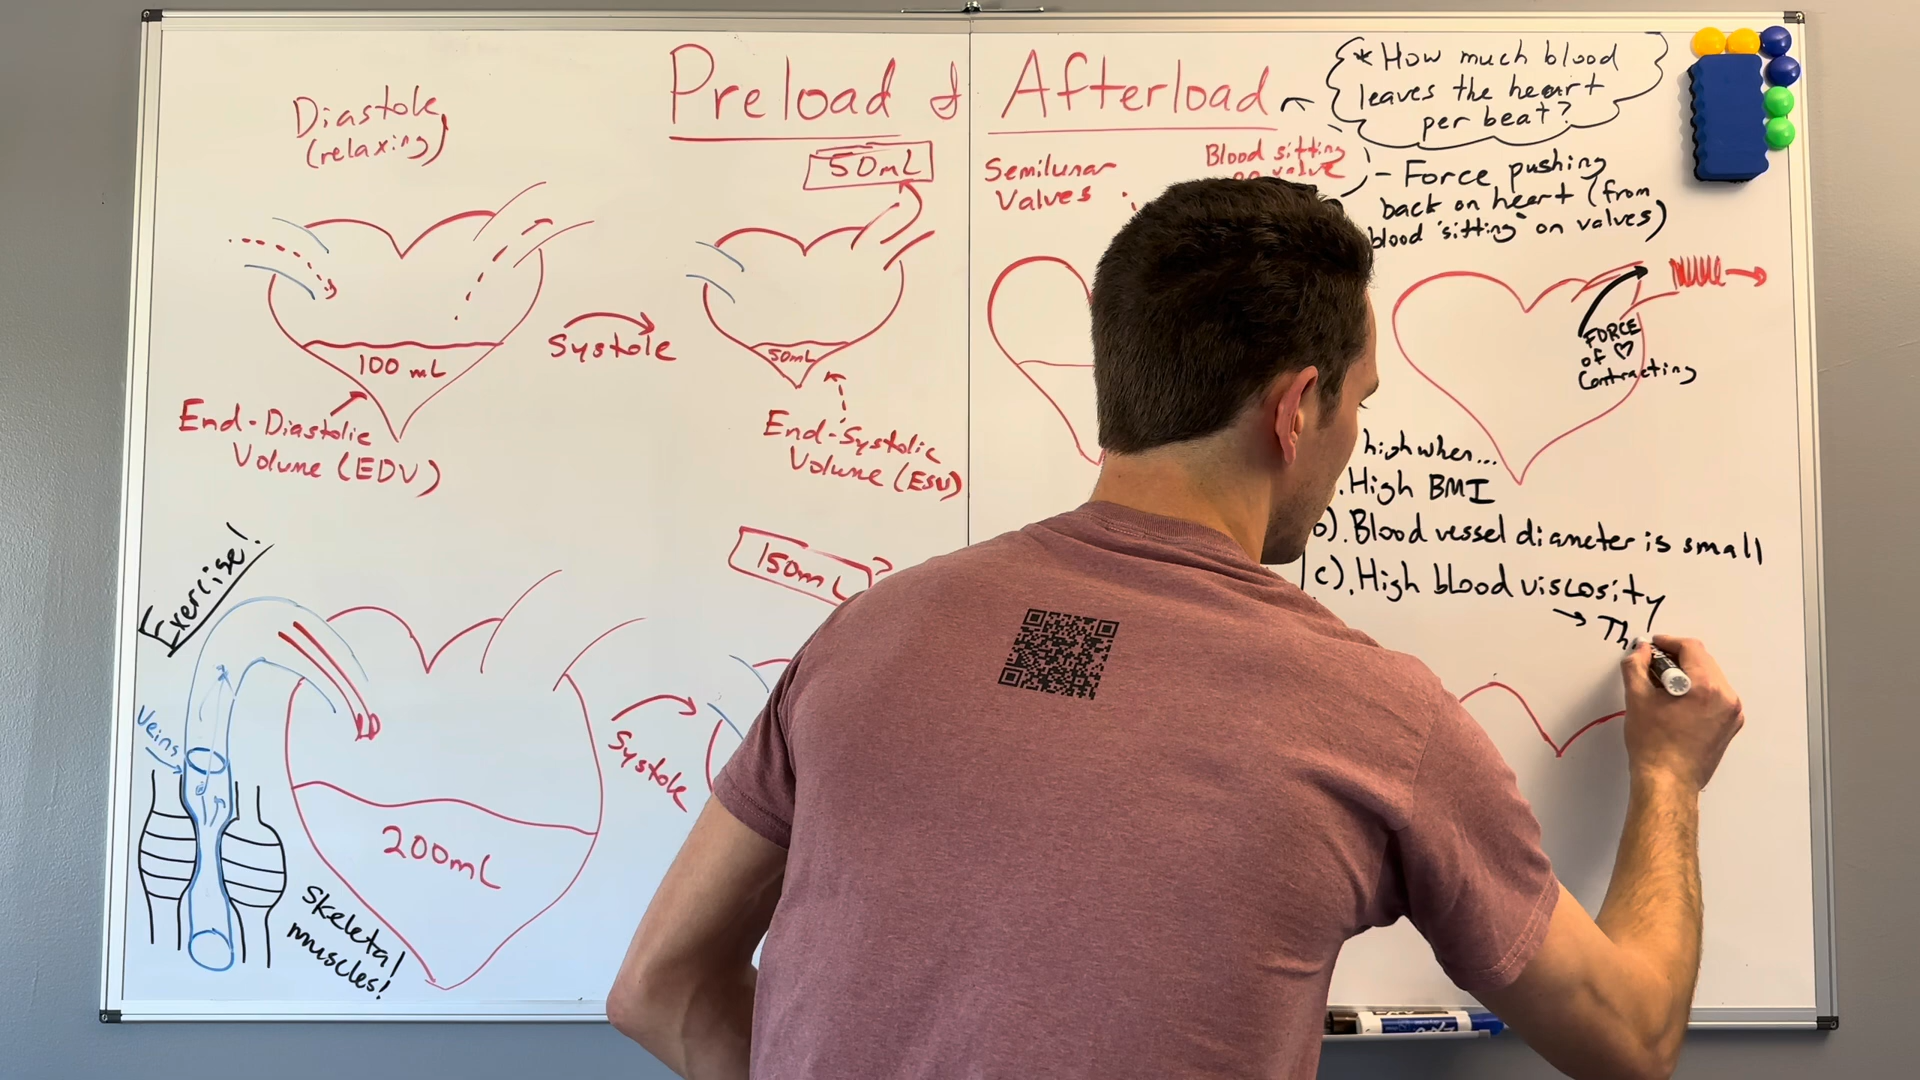 Preload & Afterload
* How much blood
leaves the heart
per beat?
Diastole
(relaxing)
100 mL
End-Diastolic
Volume (EDV)
Systole
50mL
50mL
End-Systolic
Volume (ESV)
Semilunar
Valves
Blood sitting
valve
- Force pushing
back on heart (from
blood "sitting" on valves)
FORCE
of ♡
Contracting
high when...
. High BMI
b). Blood vessel diameter is small
c). High blood viscosity
→ Th
Exercise!
Veins
Skeletal
muscles!
200mL
Systole
150mL